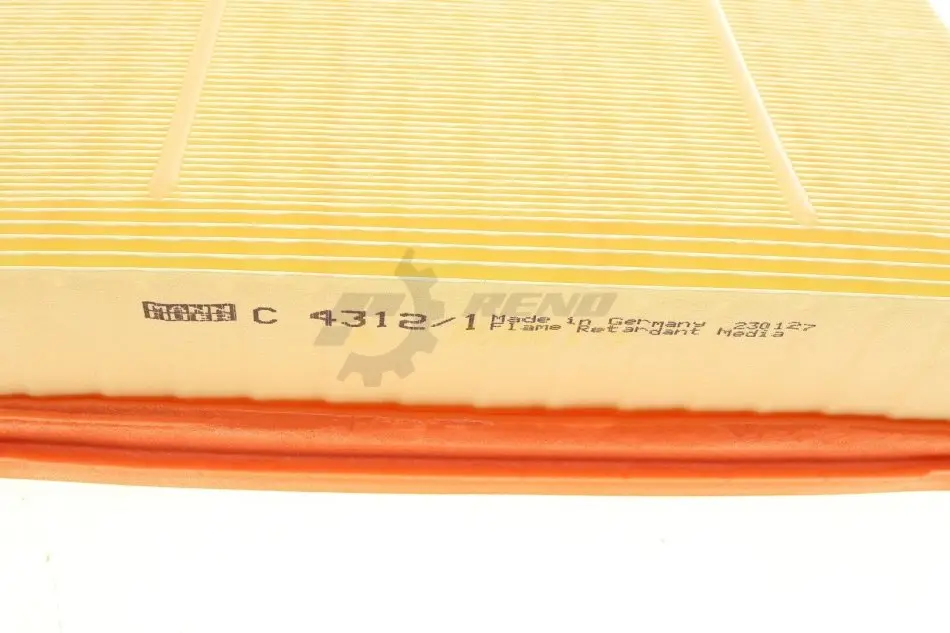 MANN FILTER C 4312/1 Made in Germany 230127
Flame Retardant Media
RENO